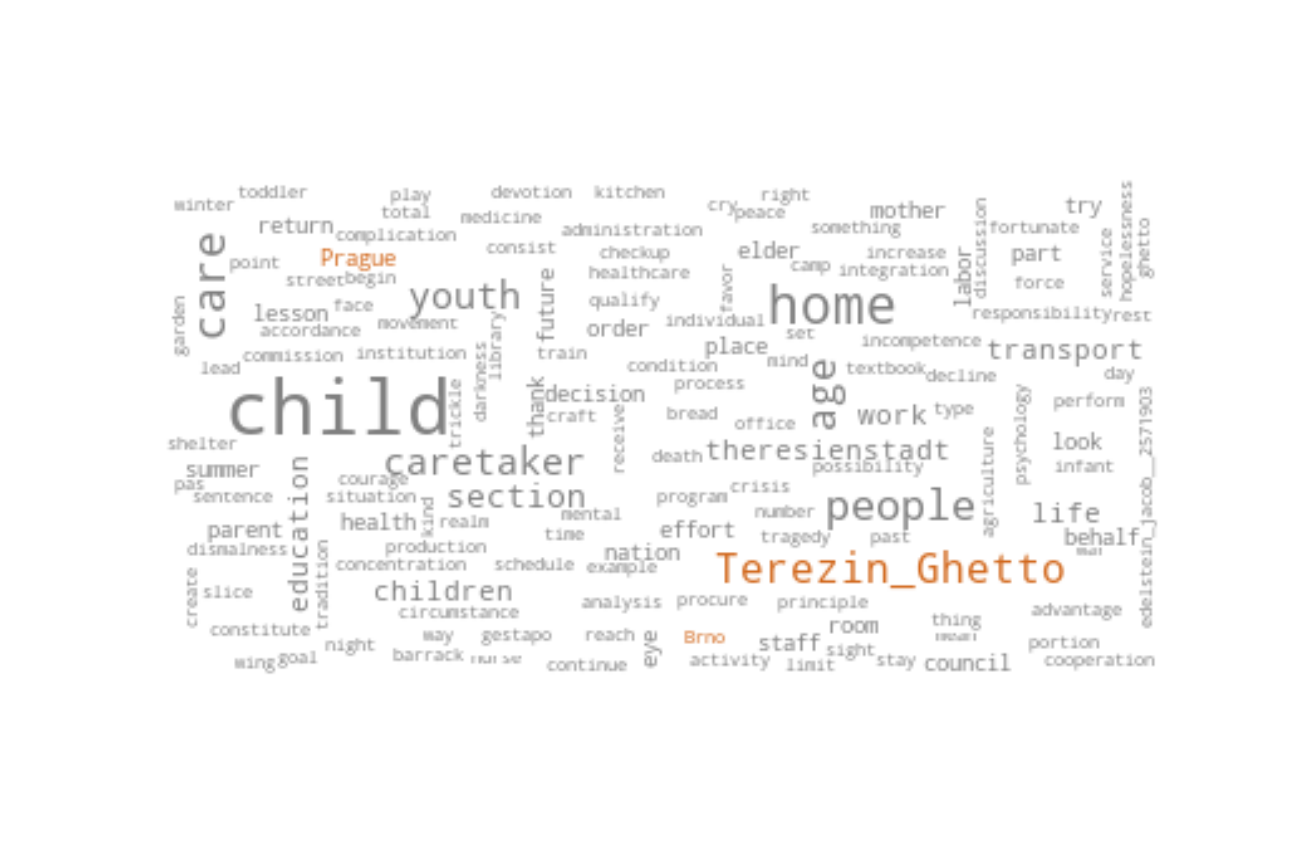 toddler
play
devotion
kitchen
right
winter
total
medicine
cry
peace
mother
try
hopelessness
return
complication
administration
something
discussion
fortunate
ghetto
care
Prague
point
consist
checkup
elder
increase
part
service
street
begin
healthcare
camp
integration
labor
force
youth
future
qualify
favor
home
garden
lesson
face
accordance
movement
library
order
individual
set
responsibility
rest
commission
institution
train
place
incompetence
transport
lead
darkness
condition
mind
age
textbook
decline
day
child
trickle
thank
decision
process
craft
receive
bread
office
work
type
perform
psychology
edelstein_jacob__2571903
shelter
caretaker
death
theresienstadt
look
summer
courage
possibility
agriculture
infant
pas
sentence
education
situation
section
program
crisis
people
life
parent
health
kind
realm
mental
number
effort
behalf
dismalness
production
time
tragedy
past
tradition
concentration
schedule
example
nation
Terezin_Ghetto
create
slice
children
circumstance
analysis
procure
principle
advantage
constitute
way
gestapo
reach
eye
Brno
staff
room
thing
portion
night
wing
goal
barrack
continue
activity
limit
sight
stay
council
cooperation